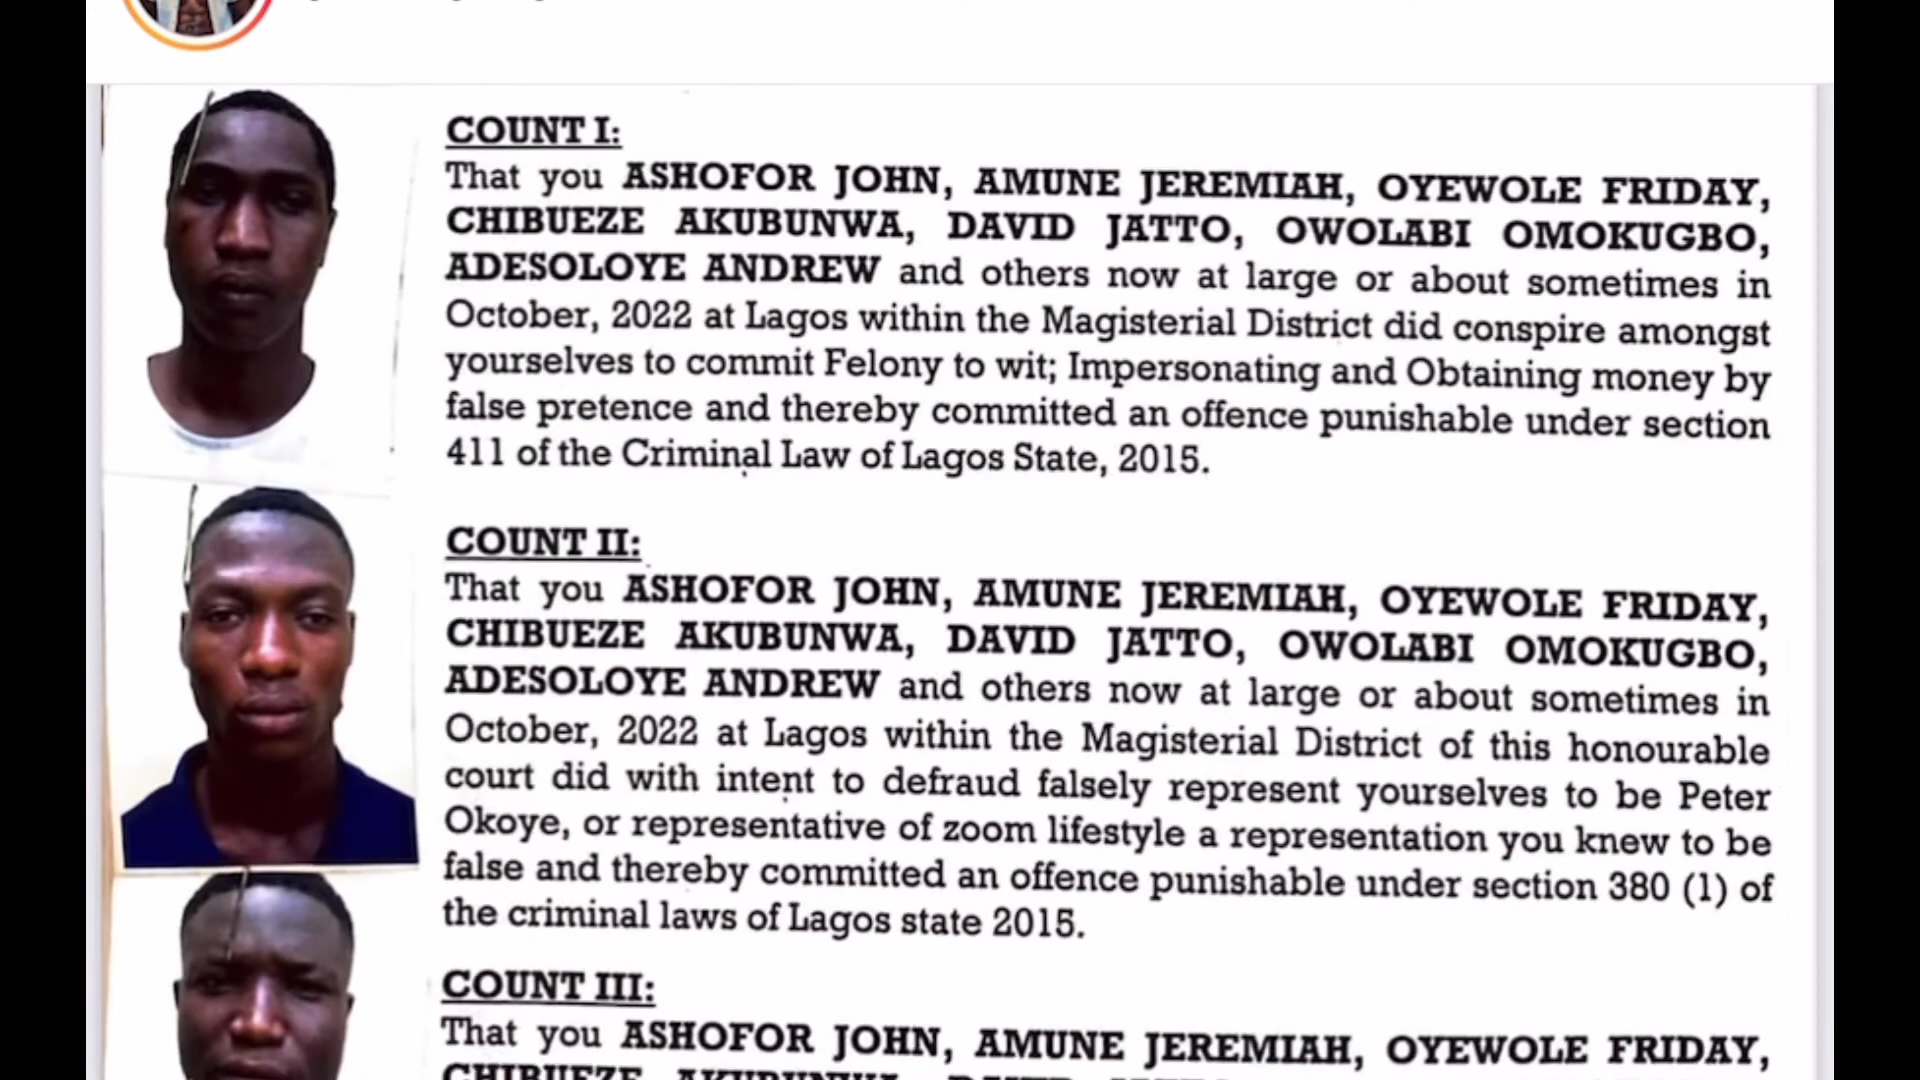 COUNT I:
That you ASHOFOR JOHN, AMUNE JEREMIAH, OYEWOLE FRIDAY,
CHIBUEZE AKUBUNWA, DAVID JATTO, OWOLABI OMOKUGBO,
ADESOLOYE ANDREW and others now at large or about sometimes in
October, 2022 at Lagos within the Magisterial District did conspire amongst
yourselves to commit Felony to wit; Impersonating and Obtaining money by
false pretence and thereby committed an offence punishable under section
411 of the Criminal Law of Lagos State, 2015.
COUNT II:
That you ASHOFOR JOHN, AMUNE JEREMIAH, OYEWOLE FRIDAY,
CHIBUEZE AKUBUNWA, DAVID JATTO, OWOLABI OMOKUGBO,
ADESOLOYE ANDREW and others now at large or about sometimes in
October, 2022 at Lagos within the Magisterial District of this honourable
court did with intent to defraud falsely represent yourselves to be Peter
Okoye, or representative of zoom lifestyle a representation you knew to be
false and thereby committed an offence punishable under section 380 (1) of
the criminal laws of Lagos state 2015.
COUNT III:
That you ASHOFOR JOHN, AMUNE JEREMIAH, OYEWOLE FRIDAY,
CHIBUEZE AKUBUNWA,